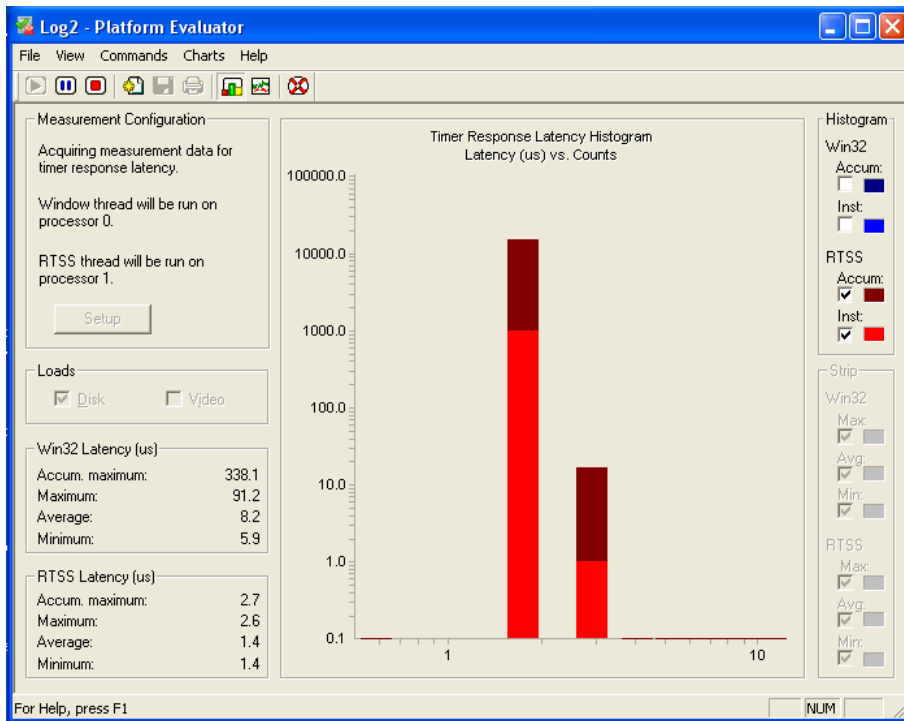 Log2 - Platform Evaluator
File View Commands Charts Help
Measurement Configuration
Acquiring measurement data for
timer response latency.
Window thread will be run on
processor 0.
RTSS thread will be run on
processor 1.
Setup
Loads
Disk Video
Win32 Latency (us)
Accum. maximum: 338.1
Maximum: 91.2
Average: 8.2
Minimum: 5.9
RTSS Latency (us)
Accum. maximum: 2.7
Maximum: 2.6
Average: 1.4
Minimum: 1.4
Timer Response Latency Histogram
Latency (us) vs. Counts
100000.0
10000.0
1000.0
100.0
10.0
1.0
0.1
1 10
Histogram
Win32
Accum:
Inst:
RTSS
Accum:
Inst:
Strip
Win32
Max:
Avg:
Min:
RTSS
Max:
Avg:
Min:
For Help, press F1
NUM